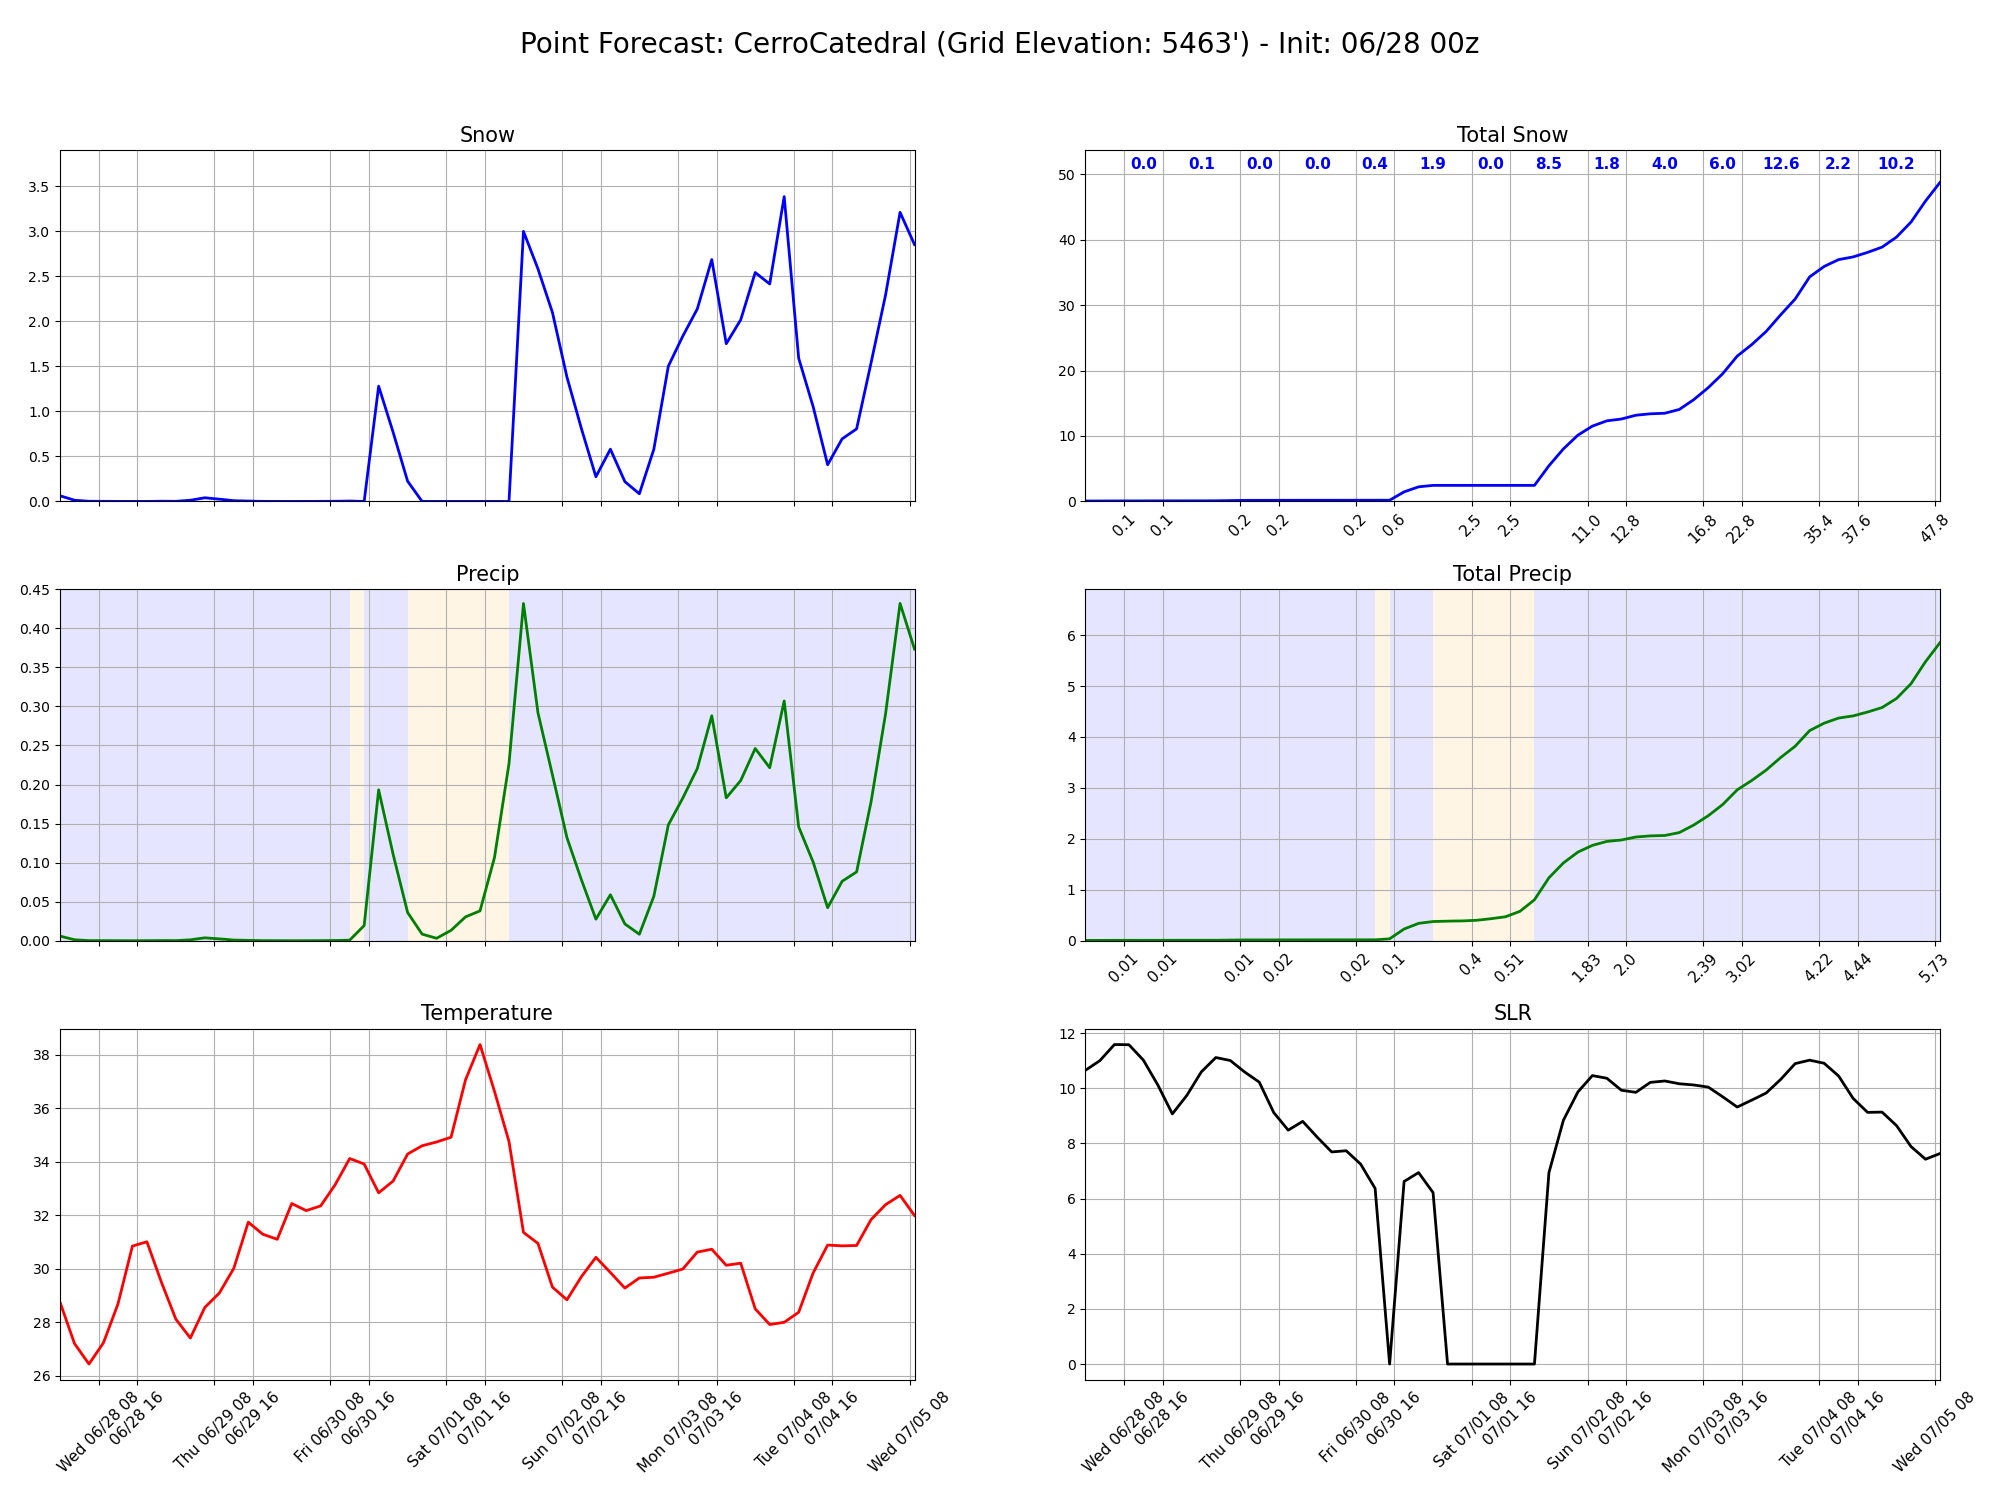 Point Forecast: CerroCatedral (Grid Elevation: 5463') - Init: 06/28 00z
Snow
3.5
3.0
2.5
2.0
1.5
1.0
0.5
0.0
Total Snow
0.0 0.1 0.0 0.0 0.4 1.9 0.0 8.5 1.8 4.0 6.0 12.6 2.2 10.2
50
40
30
20
10
0
0.1 0.1 0.2 0.2 0.2 0.6 2.5 2.5 11.0 12.8 16.8 22.8 35.4 37.6 47.8
Precip
0.45
0.40
0.35
0.30
0.25
0.20
0.15
0.10
0.05
0.00
Total Precip
6
5
4
3
2
1
0
0.01 0.01 0.01 0.02 0.02 0.1 0.4 0.51 1.83 2.0 2.39 3.02 4.22 4.44 5.73
Temperature
38
36
34
32
30
28
26
Wed 06/28 08
06/28 16
Thu 06/29 08
06/29 16
Fri 06/30 08
06/30 16
Sat 07/01 08
07/01 16
Sun 07/02 08
07/02 16
Mon 07/03 08
07/03 16
Tue 07/04 08
07/04 16
Wed 07/05 08
SLR
12
10
8
6
4
2
0
Wed 06/28 08
06/28 16
Thu 06/29 08
06/29 16
Fri 06/30 08
06/30 16
Sat 07/01 08
07/01 16
Sun 07/02 08
07/02 16
Mon 07/03 08
07/03 16
Tue 07/04 08
07/04 16
Wed 07/05 08